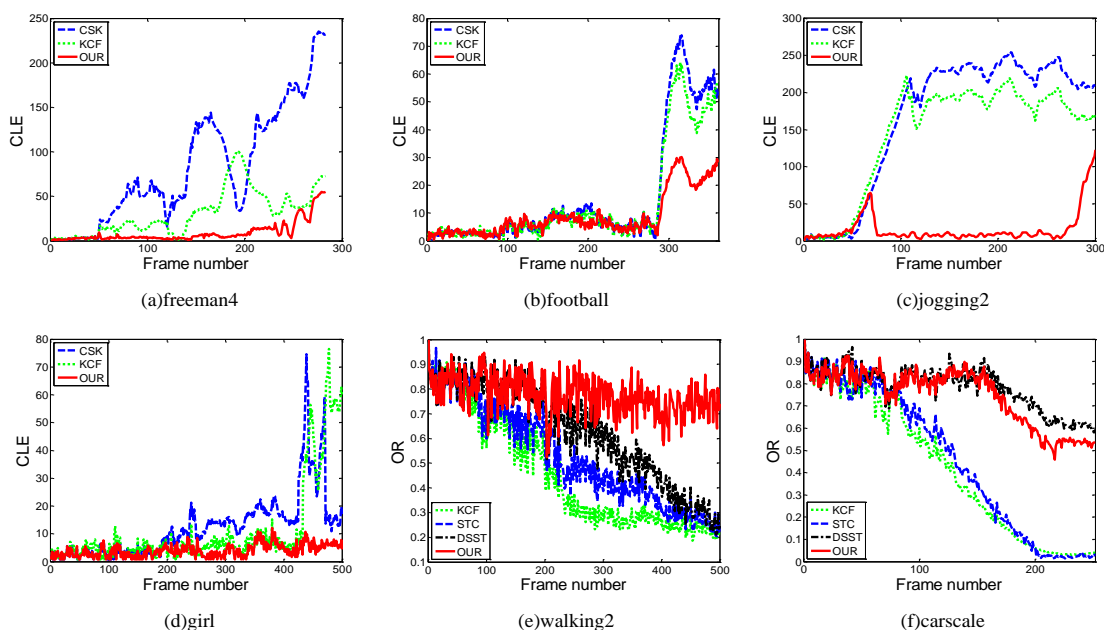 250
200
150
100
50
0
CLE
CSK
KCF
OUR
0 100 200 300
Frame number
(a)freeman4
80
70
60
50
40
30
20
10
0
CLE
CSK
KCF
OUR
0 100 200 300
Frame number
(b)football
300
250
200
150
100
50
0
CLE
CSK
KCF
OUR
0 100 200 300
Frame number
(c)jogging2
80
70
60
50
40
30
20
10
0
CLE
CSK
KCF
OUR
0 100 200 300 400 500
Frame number
(d)girl
1
0.9
0.8
0.7
0.6
0.5
0.4
0.3
0.2
0.1
OR
KCF
STC
DSST
OUR
0 100 200 300 400 500
Frame number
(e)walking2
1
0.9
0.8
0.7
0.6
0.5
0.4
0.3
0.2
0.1
0
OR
KCF
STC
DSST
OUR
0 100 200
Frame number
(f)carscale